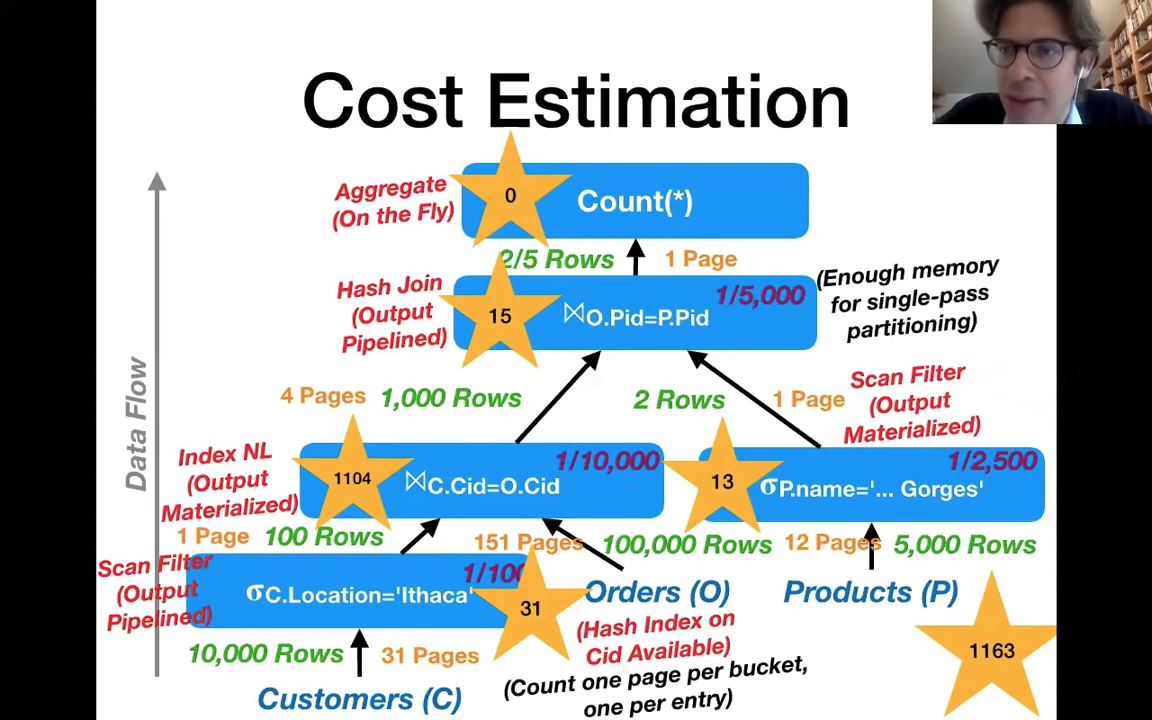 Cost Estimation
Aggregate
(On the Fly)
0
Count(*)
2/5 Rows
1 Page
Hash Join
(Output
Pipelined)
15
⋈O.Pid=P.Pid
1/5,000
(Enough memory
for single-pass
partitioning)
Data Flow
4 Pages
1,000 Rows
2 Rows
1 Page
Scan Filter
(Output
Materialized)
Index NL
(Output
Materialized)
1104
⋈C.Cid=O.Cid
1/10,000
13
σP.name='... Gorges'
1/2,500
1 Page
100 Rows
151 Pages
100,000 Rows
12 Pages
5,000 Rows
Scan Filter
(Output
Pipelined)
σC.Location='Ithaca'
1/100
31
Orders (O)
(Hash Index on
Cid Available)
(Count one page per bucket,
one per entry)
Products (P)
1163
10,000 Rows
31 Pages
Customers (C)